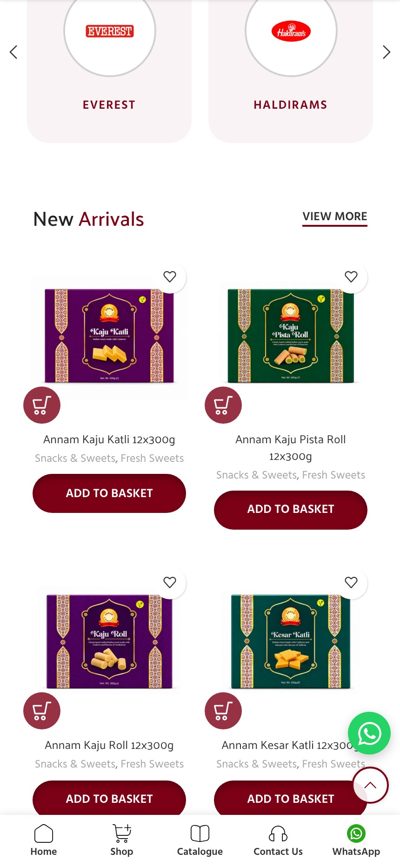 EVEREST
Haldiram's
EVEREST
HALDIRAMS
New Arrivals
VIEW MORE
Kaju Katli
Kaju
Pista Roll
Annam Kaju Katli 12x300g
Snacks & Sweets, Fresh Sweets
ADD TO BASKET
Annam Kaju Pista Roll
12x300g
Snacks & Sweets, Fresh Sweets
ADD TO BASKET
Kaju Roll
Kesar Katli
Annam Kaju Roll 12x300g
Snacks & Sweets, Fresh Sweets
ADD TO BASKET
Annam Kesar Katli 12x300g
Snacks & Sweets, Fresh Sweets
ADD TO BASKET
Home
Shop
Catalogue
Contact Us
WhatsApp